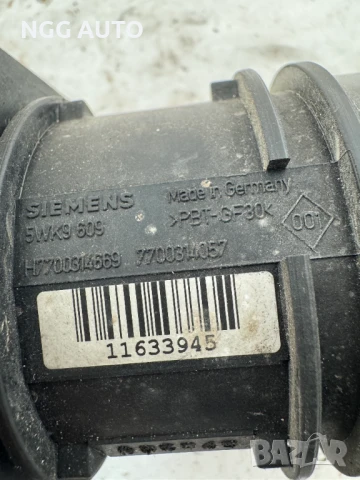 NGG AUTO
SIEMENS
5WK9 609
H7700314669 7700314057
Made in Germany
>PBT-GF30<
001
11633945
bazar